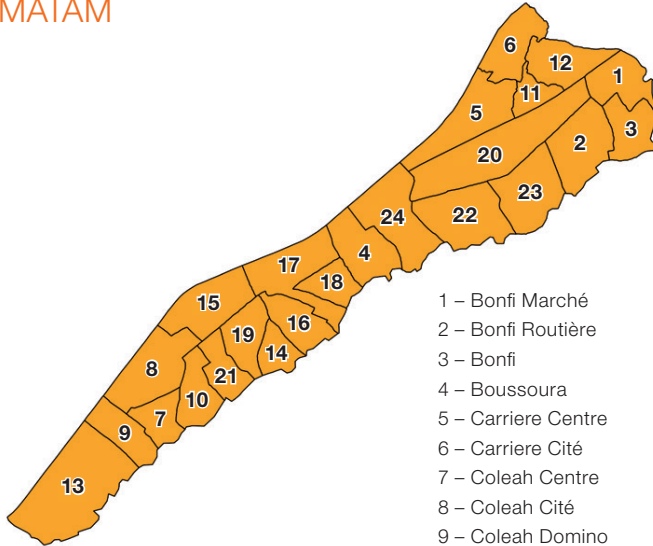 MATAM
6
12
1
11
5
3
2
20
23
22
24
4
17
18
15
16
19
14
8
21
10
7
9
13
1 – Bonfi Marché
2 – Bonfi Routière
3 – Bonfi
4 – Boussoura
5 – Carriere Centre
6 – Carriere Cité
7 – Coleah Centre
8 – Coleah Cité
9 – Coleah Domino